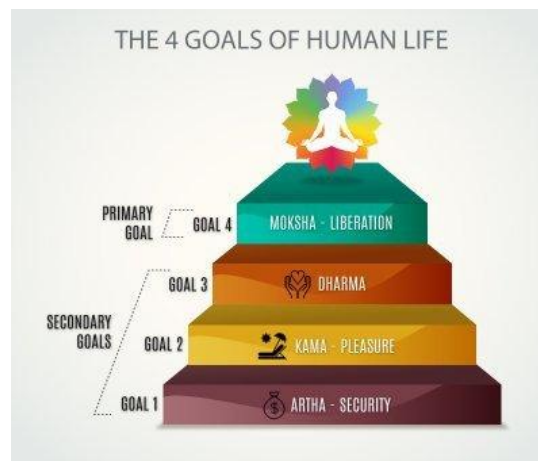 THE 4 GOALS OF HUMAN LIFE
PRIMARY
GOAL
GOAL 4
MOKSHA - LIBERATION
GOAL 3
DHARMA
SECONDARY
GOALS
GOAL 2
KAMA - PLEASURE
GOAL 1
$
ARTHA - SECURITY